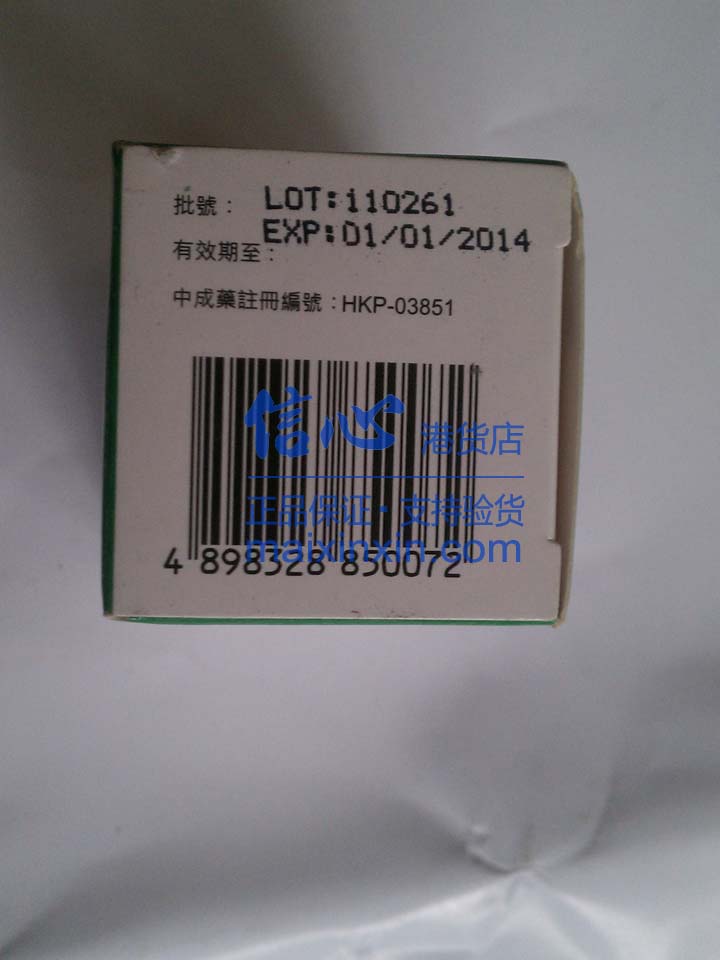 批號： LOT:110261
有效期至： EXP:01/01/2014
中成藥註冊編號：HKP-03851
信心 港货店
正品保证·支持验货
maixinxin.com
4 898328 850072